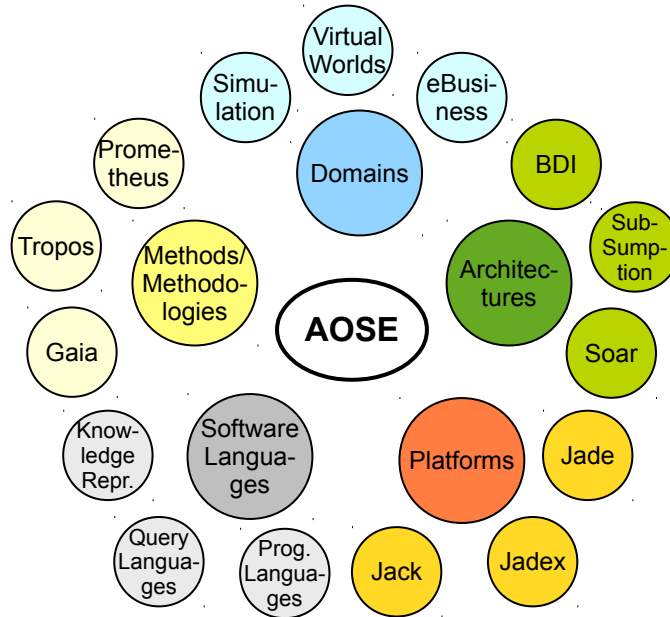 Virtual
Worlds
Simu-
lation
eBusi-
ness
Domains
Prome-
theus
BDI
Tropos
Methods/
Methodo-
logies
Architec-
tures
Sub-
Sump-
tion
AOSE
Gaia
Soar
Know-
ledge
Repr.
Software
Langua-
ges
Platforms
Jade
Query
Langua-
ges
Prog.
Langua-
ges
Jack
Jadex